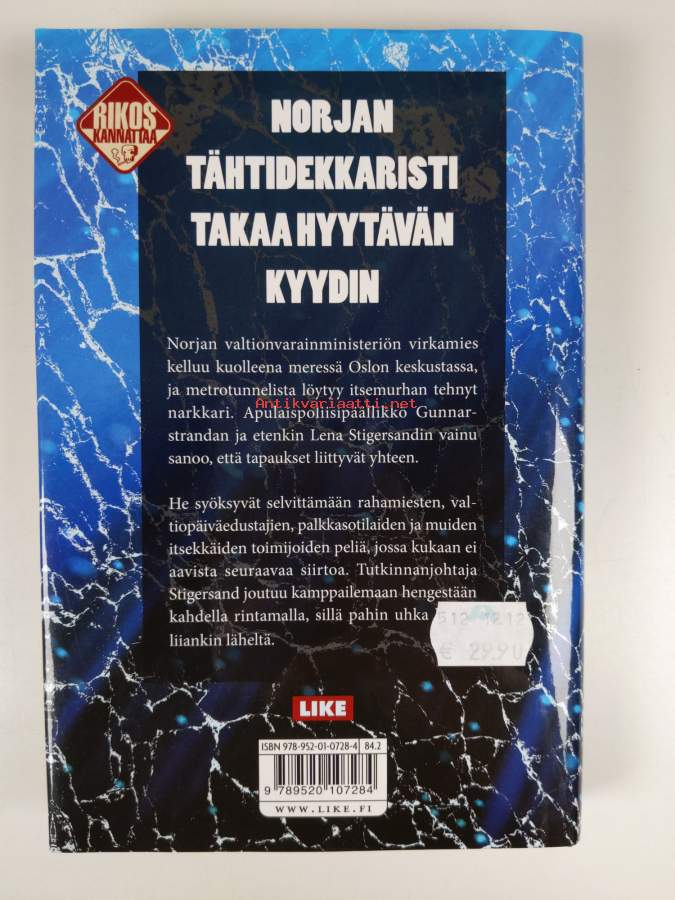 RIKOS
KANNATTAA
NORJAN
TÄHTIDEKKARISTI
TAKAA HYYTÄVÄN
KYYDIN
Norjan valtionvarainministeriön virkamies
kelluu kuolleena meressä Oslon keskustassa,
ja metrotunnelista löytyy itsemurhan tehnyt
Antikvariaatti.net
narkkari. Apulaispoliisipäällikkö Gunnar-
strandan ja etenkin Lena Stigersandin vainu
sanoo, että tapaukset liittyvät yhteen.
He syöksyvät selvittämään rahamiesten, val-
tiopäiväedustajien, palkkasotilaiden ja muiden
itsekkäiden toimijoiden peliä, jossa kukaan ei
aavista seuraavaa siirtoa. Tutkinnanjohtaja
Stigersand joutuu kamppailemaan hengestään
kahdella rintamalla, sillä pahin uhka
liiankin läheltä.
512 1212
€ 29.90
LIKE
ISBN 978-952-01-0728-4 84.2
9 789520 107284
WWW.LIKE.FI